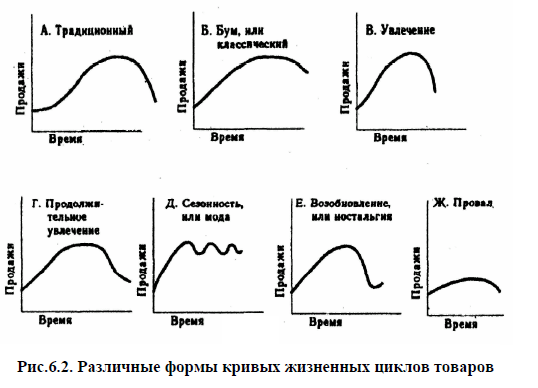 А. Традиционный
Продажи
Время
Б. Бум, или
классический
Продажи
Время
В. Увлечение
Продажи
Время
Г. Продолжи-
тельное
увлечение
Продажи
Время
Д. Сезонность,
или мода
Продажи
Время
Е. Возобновление,
или ностальгия
Продажи
Время
Ж. Провал
Продажи
Время
Рис.6.2. Различные формы кривых жизненных циклов товаров